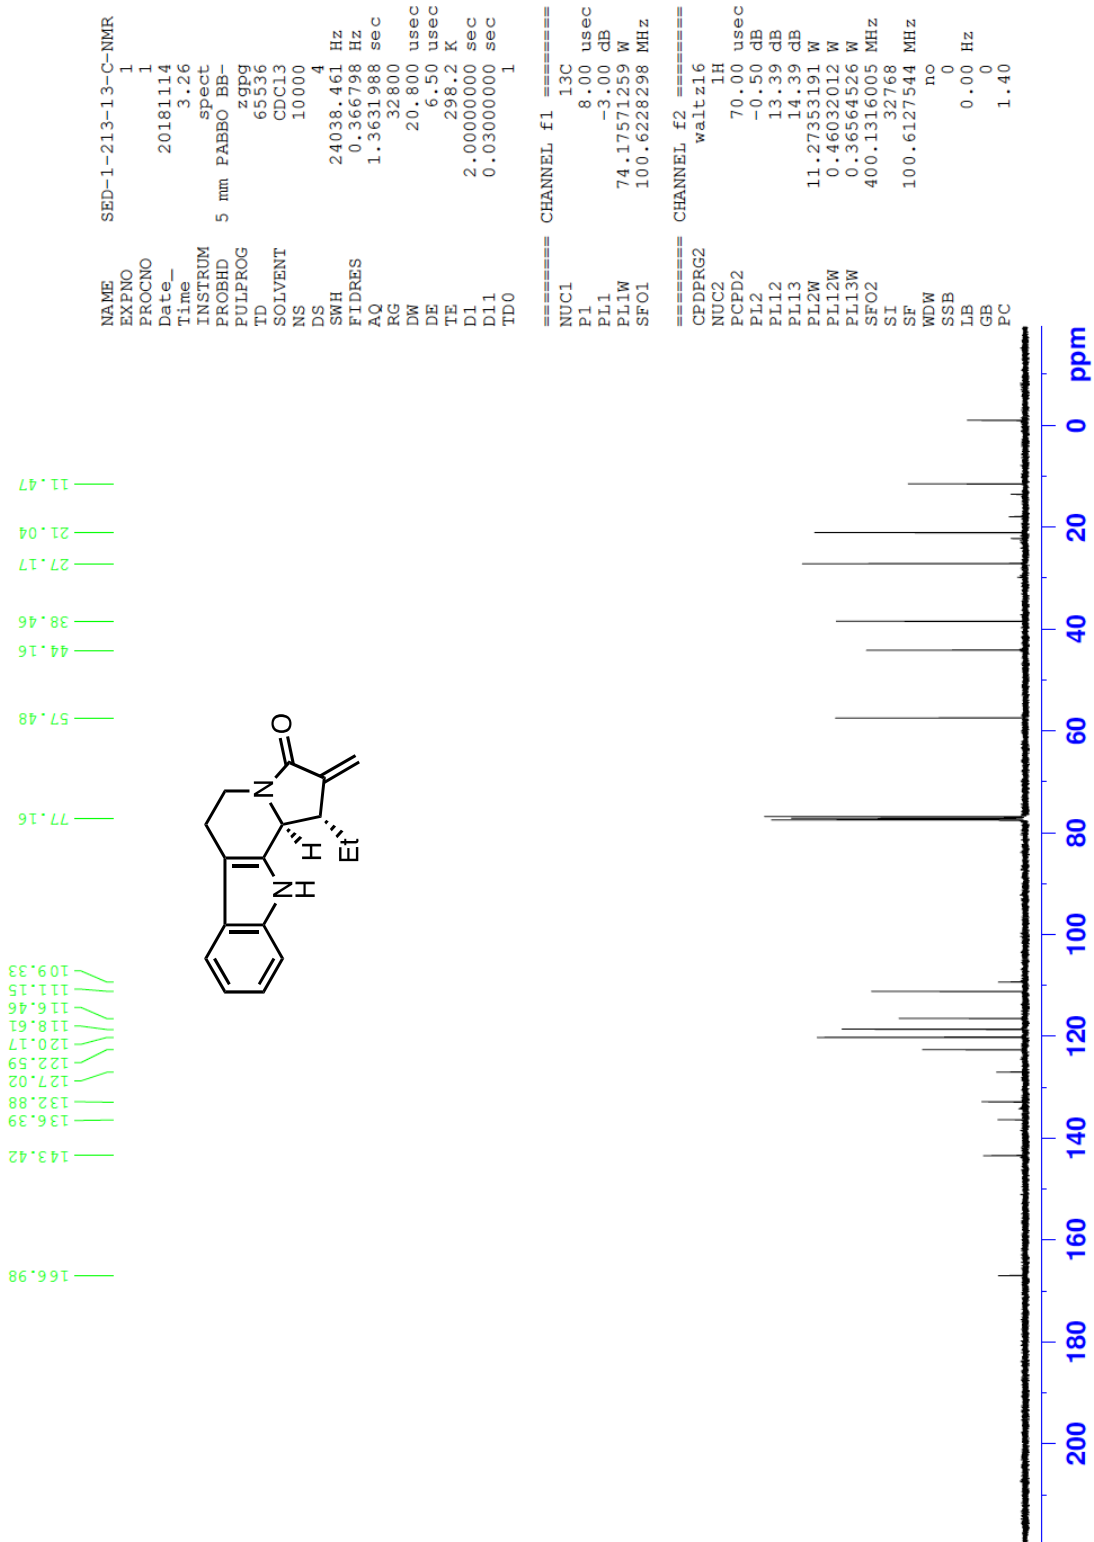 NAME SED-1-213-13-C-NMR
EXPNO 1
PROCNO 1
Date_ 20181114
Time 3.26
INSTRUM spect
PROBHD 5 mm PABBO BB-
PULPROG zgpg
TD 65536
SOLVENT CDCl3
NS 10000
DS 4
SWH 24038.461 Hz
FIDRES 0.366798 Hz
AQ 1.3631988 sec
RG 32800
DW 20.800 usec
DE 6.50 usec
TE 298.2 K
D1 2.00000000 sec
D11 0.03000000 sec
TD0 1
======== CHANNEL f1 ========
NUC1 13C
P1 8.00 usec
PL1 -3.00 dB
PL1W 74.17571259 W
SFO1 100.6228298 MHz
======== CHANNEL f2 ========
CPDPRG2 waltz16
NUC2 1H
PCPD2 70.00 usec
PL2 -0.50 dB
PL12 13.39 dB
PL13 14.39 dB
PL2W 11.27353191 W
PL12W 0.46032012 W
PL13W 0.36564526 W
SFO2 400.1316005 MHz
SI 32768
SF 100.6127544 MHz
WDW no
SSB 0
LB 0.00 Hz
GB 0
PC 1.40
166.98
143.42
136.39
132.88
127.02
122.59
120.17
118.61
116.46
111.15
109.33
77.16
57.48
44.16
38.46
27.17
21.04
11.47
O
N
H
N
H
Et
200 180 160 140 120 100 80 60 40 20 0 ppm